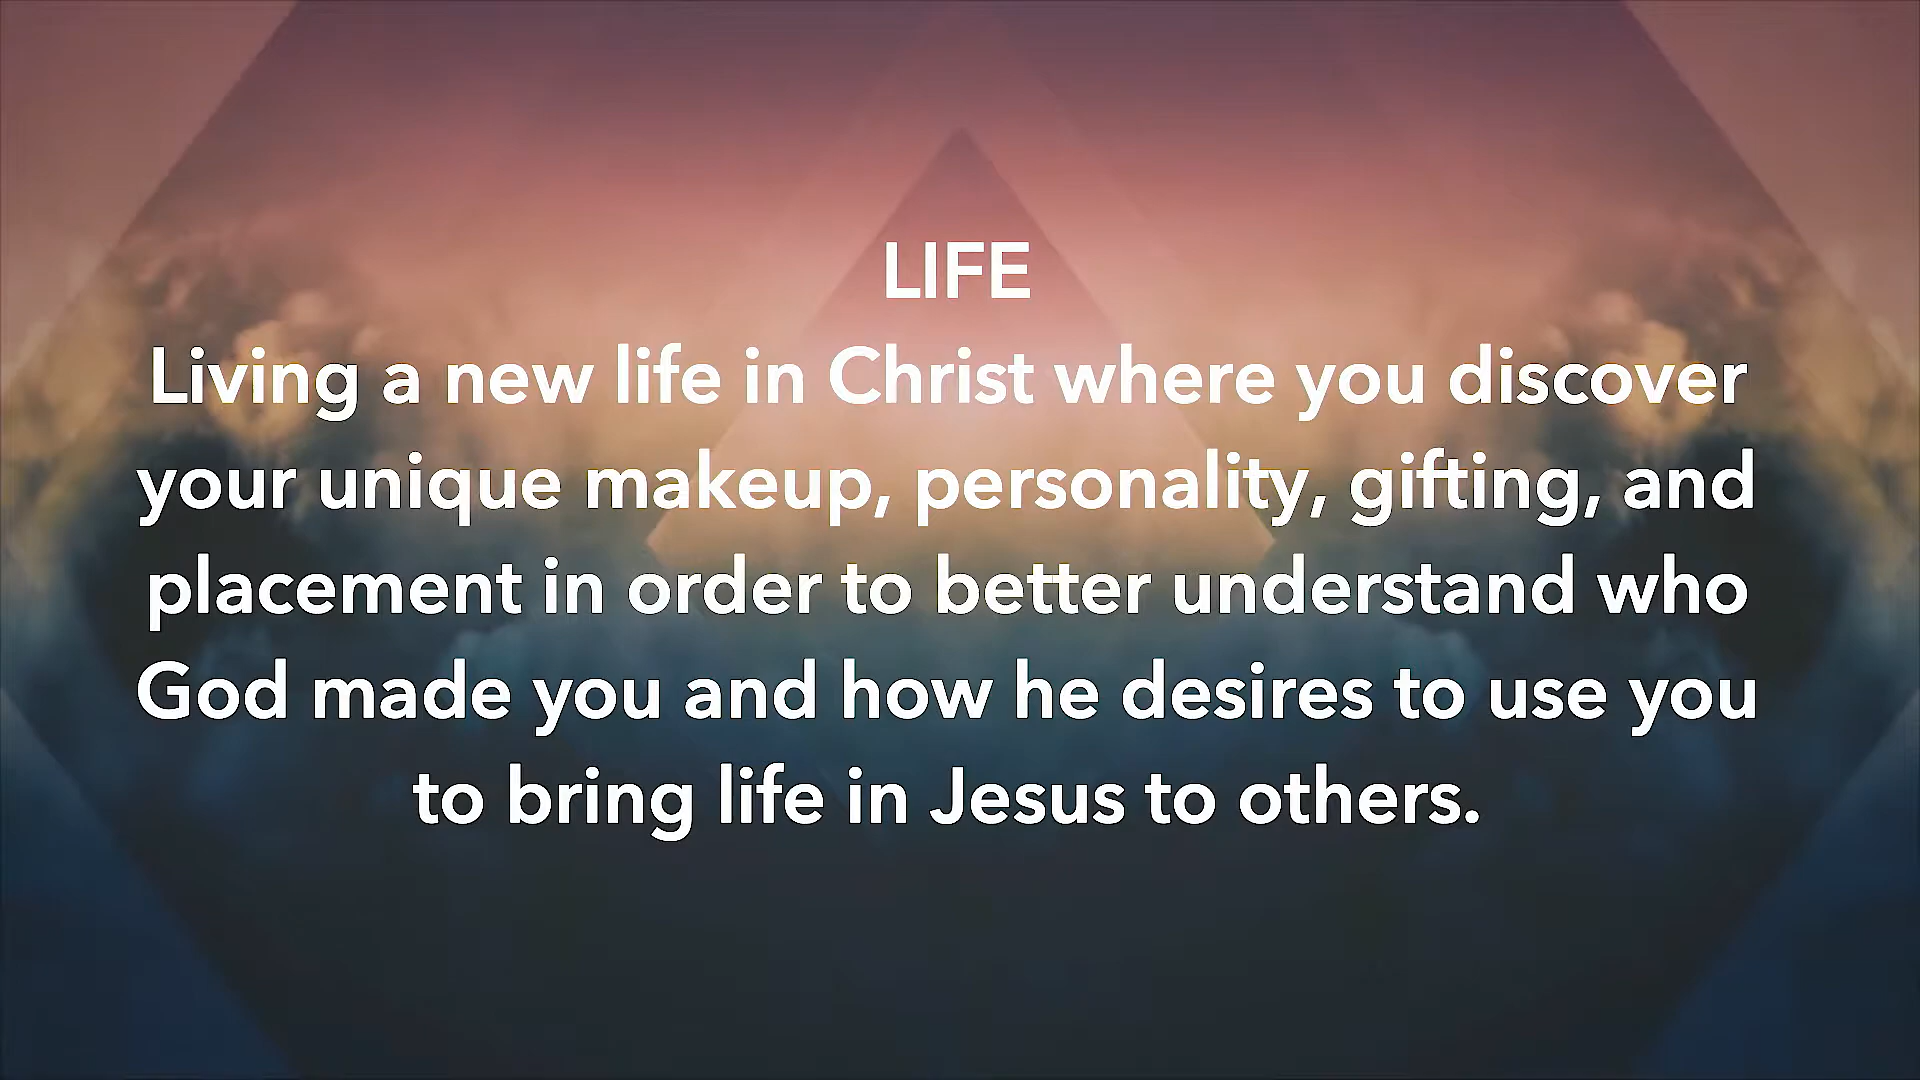 LIFE
Living a new life in Christ where you discover
your unique makeup, personality, gifting, and
placement in order to better understand who
God made you and how he desires to use you
to bring life in Jesus to others.